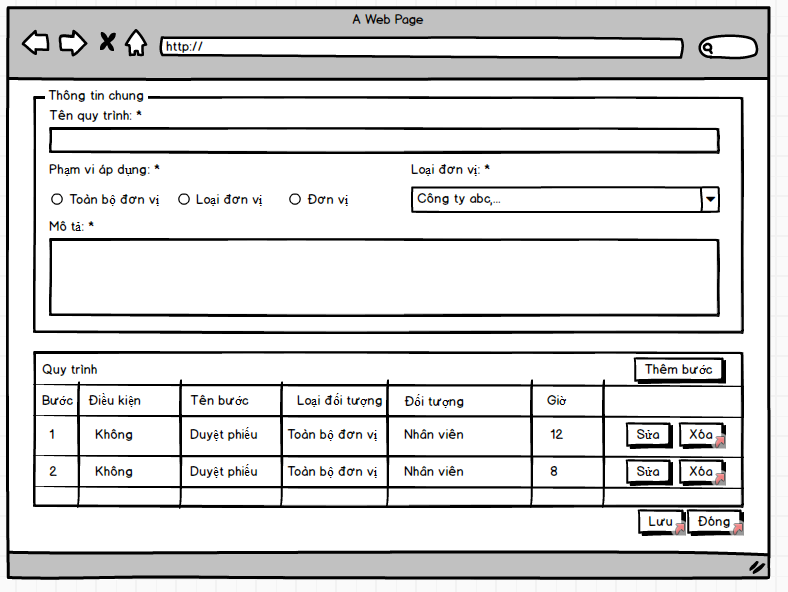 A Web Page
http://
Thông tin chung
Tên quy trình: *
Phạm vi áp dụng: * Loại đơn vị: *
Toàn bộ đơn vị Loại đơn vị Đơn vị Công ty abc,...
Mô tả: *
Quy trình Thêm bước
Bước Điều kiện Tên bước Loại đối tượng Đối tượng Giờ
1 Không Duyệt phiếu Toàn bộ đơn vị Nhân viên 12 Sửa Xóa
2 Không Duyệt phiếu Toàn bộ đơn vị Nhân viên 8 Sửa Xóa
Lưu Đóng